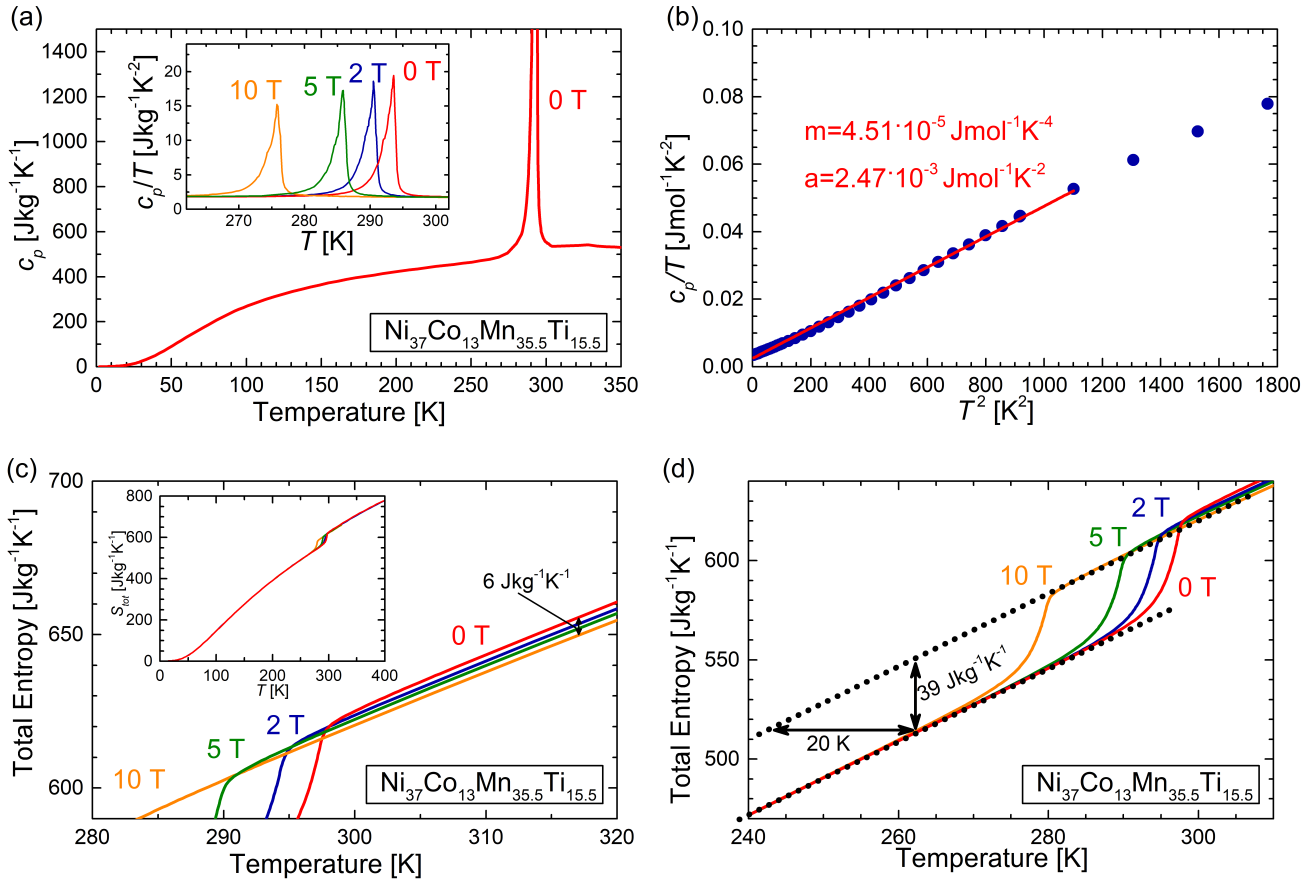 (a)
1400
1200
1000
800
600
400
200
0
c_p [Jkg⁻¹K⁻¹]
0 50 100 150 200 250 300 350
Temperature [K]
0 T
Ni₃₇Co₁₃Mn₃₅.₅Ti₁₅.₅
20
15
10
5
0
c_p/T [Jkg⁻¹K⁻²]
10 T 5 T 2 T 0 T
270 280 290 300
T [K]
(b)
0.10
0.08
0.06
0.04
0.02
0.00
c_p/T [Jmol⁻¹K⁻²]
m=4.51·10⁻⁵ Jmol⁻¹K⁻⁴
a=2.47·10⁻³ Jmol⁻¹K⁻²
0 200 400 600 800 1000 1200 1400 1600 1800
T² [K²]
(c)
700
650
600
Total Entropy [Jkg⁻¹K⁻¹]
800
600
400
200
0
S_tot [Jkg⁻¹K⁻¹]
0 100 200 300 400
T [K]
6 Jkg⁻¹K⁻¹
0 T
2 T
5 T
10 T
Ni₃₇Co₁₃Mn₃₅.₅Ti₁₅.₅
280 290 300 310 320
Temperature [K]
(d)
600
550
500
450
Total Entropy [Jkg⁻¹K⁻¹]
2 T
5 T
10 T
0 T
39 Jkg⁻¹K⁻¹
20 K
Ni₃₇Co₁₃Mn₃₅.₅Ti₁₅.₅
240 260 280 300
Temperature [K]